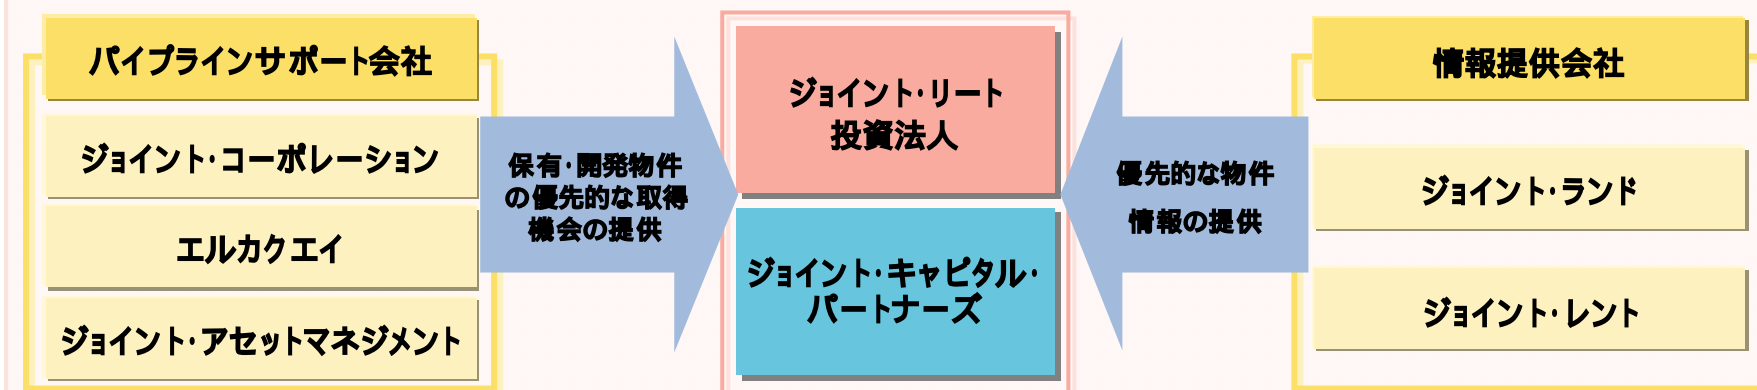 パイプラインサポート会社
ジョイント・コーポレーション
エルカクエイ
ジョイント・アセットマネジメント
保有・開発物件
の優先的な取得
機会の提供
ジョイント・リート
投資法人
ジョイント・キャピタル・
パートナーズ
優先的な物件
情報の提供
情報提供会社
ジョイント・ランド
ジョイント・レント